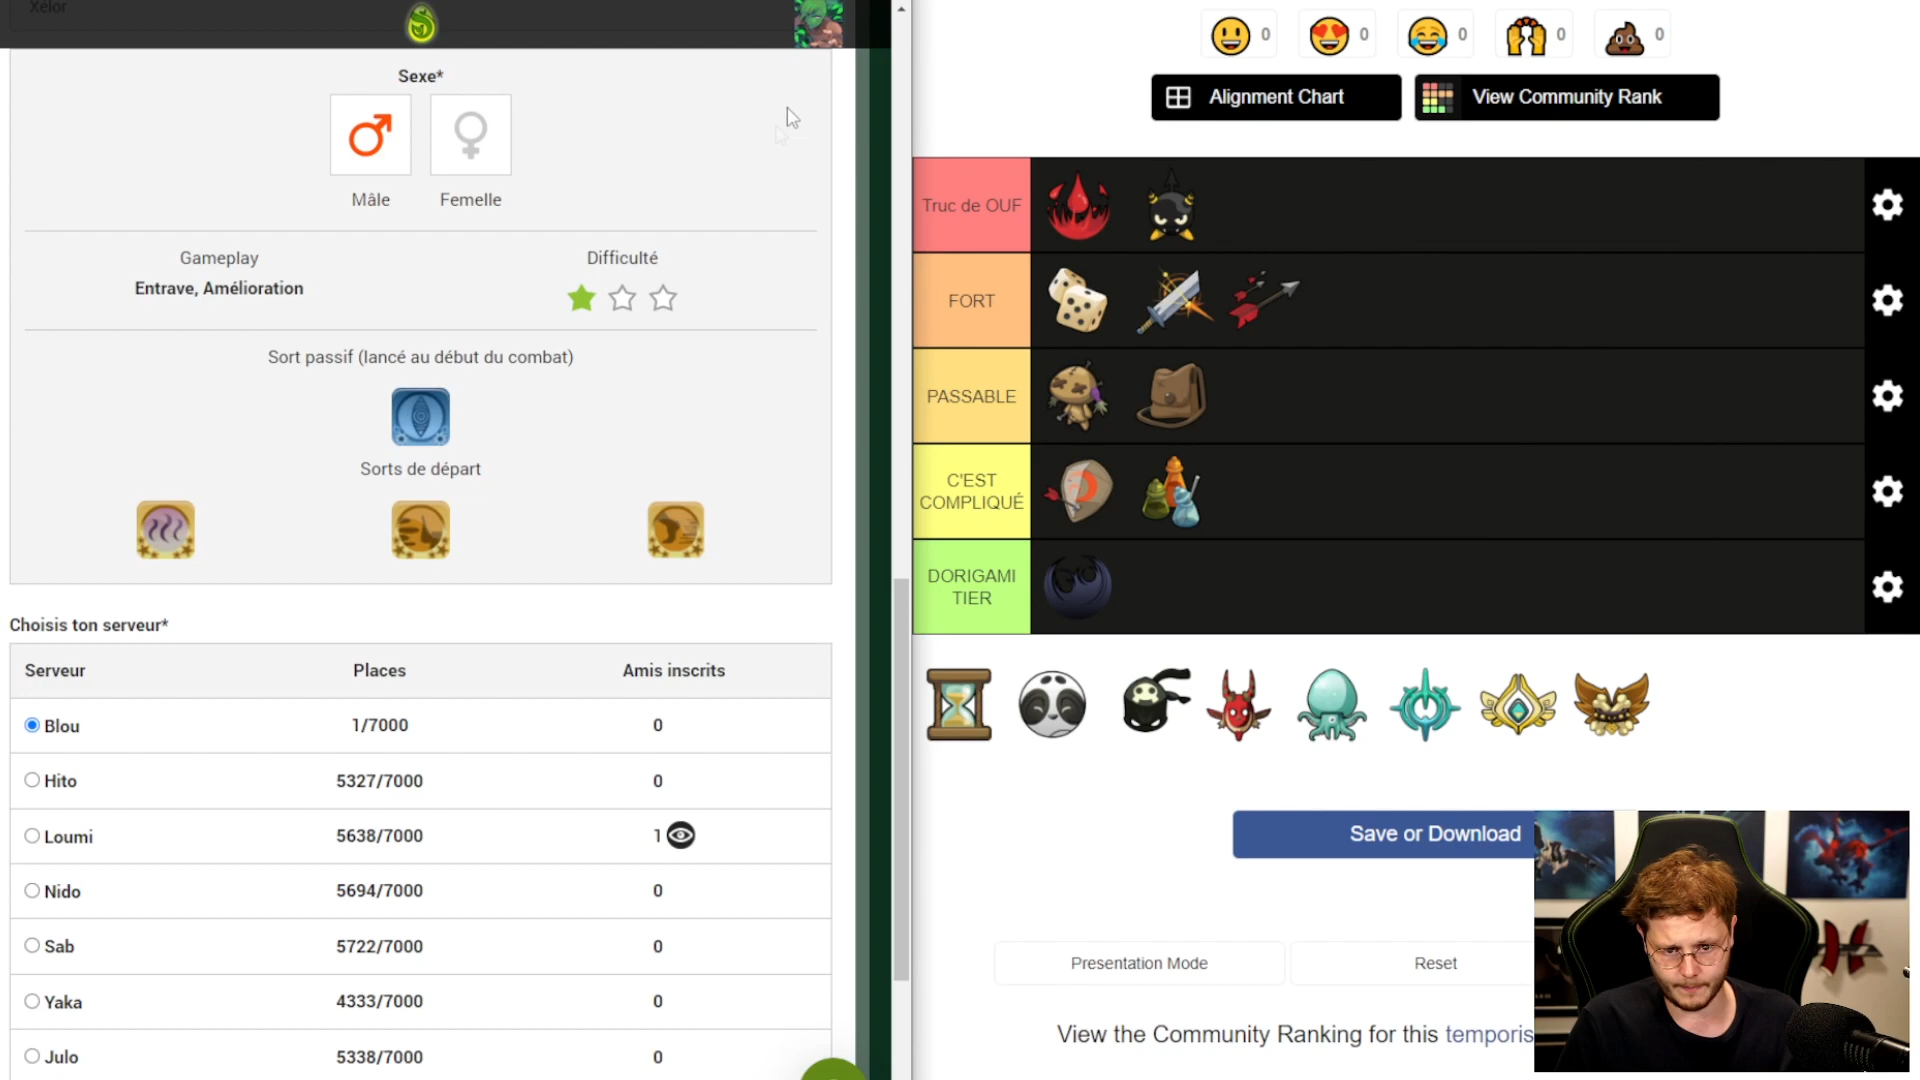 Xélor
Sexe*
Mâle
Femelle
Gameplay
Difficulté
Entrave, Amélioration
Sort passif (lancé au début du combat)
Sorts de départ
Choisis ton serveur*
Serveur Places Amis inscrits
Blou 1/7000 0
Hito 5327/7000 0
Loumi 5638/7000 1
Nido 5694/7000 0
Sab 5722/7000 0
Yaka 4333/7000 0
Julo 5338/7000 0
0 0 0 0 0
Alignment Chart
View Community Rank
Truc de OUF
FORT
PASSABLE
C'EST
COMPLIQUÉ
DORIGAMI
TIER
Save or Download
Presentation Mode
Reset
View the Community Ranking for this temporis